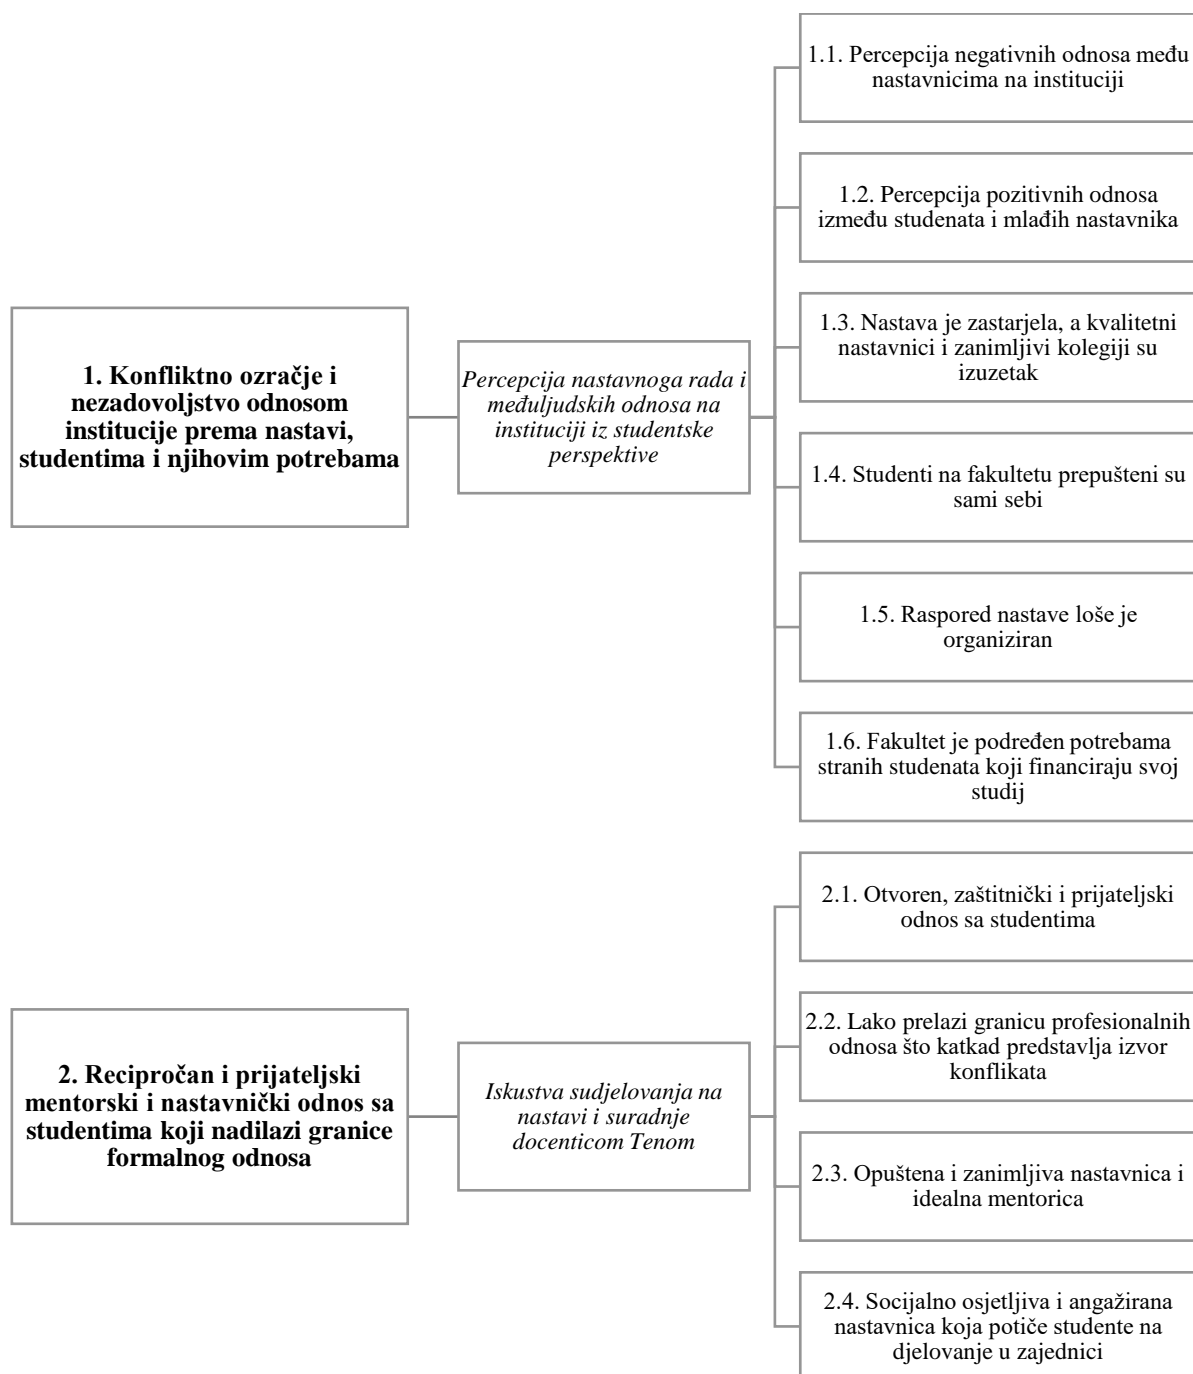 1. Konfliktno ozračje i
nezadovoljstvo odnosom
institucije prema nastavi,
studentima i njihovim potrebama
Percepcija nastavnoga rada i
međuljudskih odnosa na
instituciji iz studentske
perspektive
1.1. Percepcija negativnih odnosa među
nastavnicima na instituciji
1.2. Percepcija pozitivnih odnosa
između studenata i mlađih nastavnika
1.3. Nastava je zastarjela, a kvalitetni
nastavnici i zanimljivi kolegiji su
izuzetak
1.4. Studenti na fakultetu prepušteni su
sami sebi
1.5. Raspored nastave loše je
organiziran
1.6. Fakultet je podređen potrebama
stranih studenata koji financiraju svoj
studij
2. Recipročan i prijateljski
mentorski i nastavnički odnos sa
studentima koji nadilazi granice
formalnog odnosa
Iskustva sudjelovanja na
nastavi i suradnje
docenticom Tenom
2.1. Otvoren, zaštitnički i prijateljski
odnos sa studentima
2.2. Lako prelazi granicu profesionalnih
odnosa što katkad predstavlja izvor
konflikata
2.3. Opuštena i zanimljiva nastavnica i
idealna mentorica
2.4. Socijalno osjetljiva i angažirana
nastavnica koja potiče studente na
djelovanje u zajednici